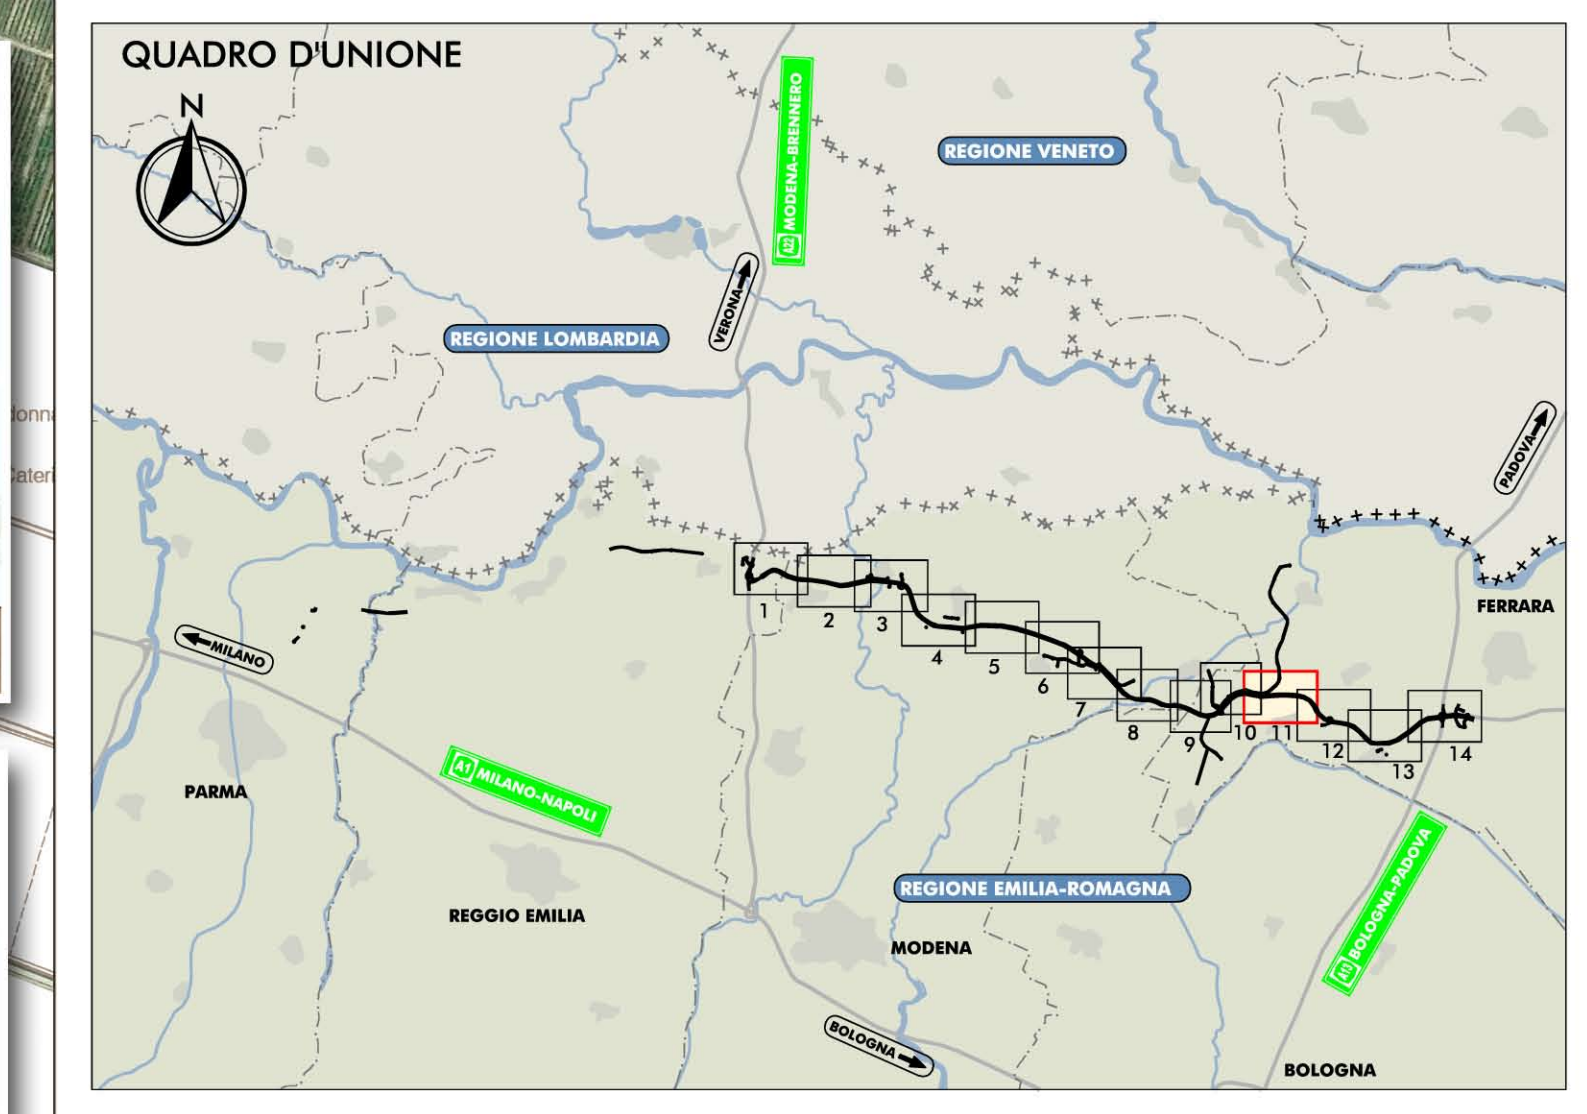 QUADRO D'UNIONE
N
A22 MODENA-BRENNERO
REGIONE VENETO
VERONA
REGIONE LOMBARDIA
PADOVA
FERRARA
MILANO
1
2
3
4
5
6
7
8
9
10
11
12
13
14
A1 MILANO-NAPOLI
PARMA
REGIONE EMILIA-ROMAGNA
A13 BOLOGNA-PADOVA
REGGIO EMILIA
MODENA
BOLOGNA
BOLOGNA